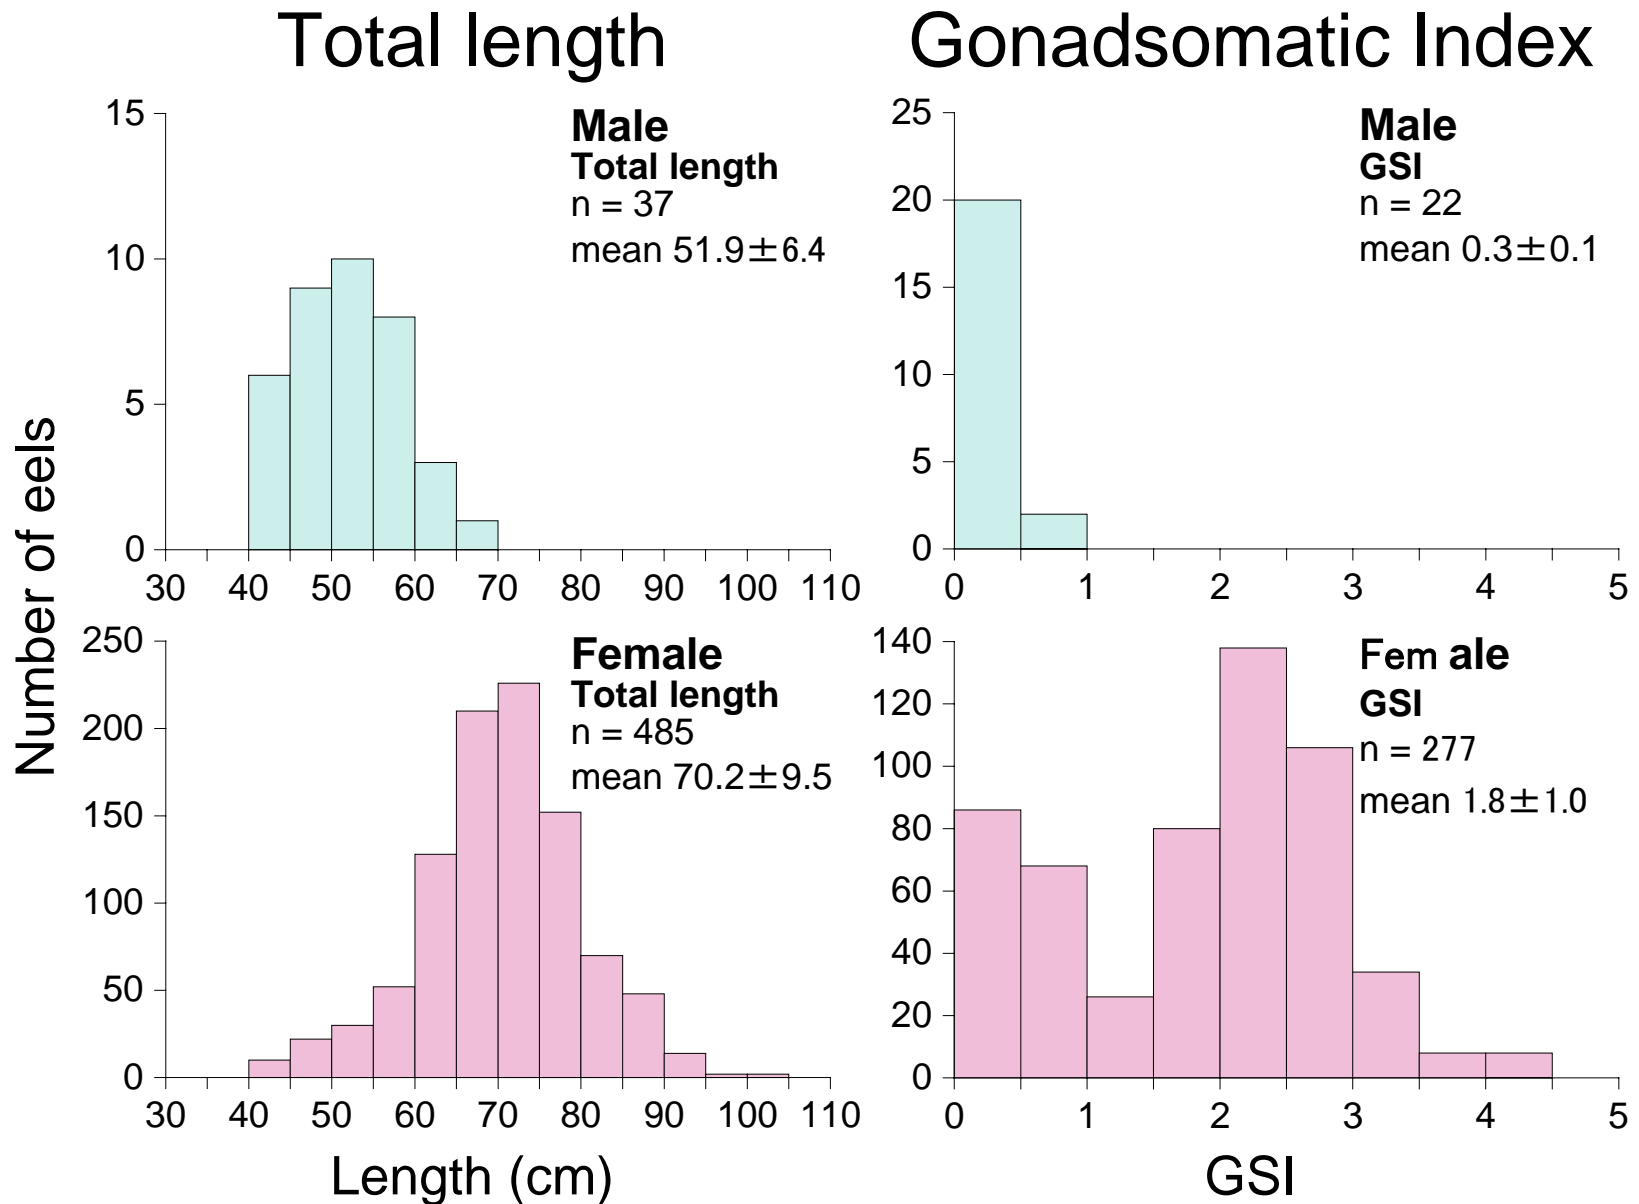 Total length
Gonadsomatic Index
Number of eels
15
10
5
0
30 40 50 60 70 80 90 100 110
Male
Total length
n = 37
mean 51.9±6.4
25
20
15
10
5
0
0 1 2 3 4 5
Male
GSI
n = 22
mean 0.3±0.1
250
200
150
100
50
0
30 40 50 60 70 80 90 100 110
Female
Total length
n = 485
mean 70.2±9.5
Length (cm)
140
120
100
80
60
40
20
0
0 1 2 3 4 5
Fem ale
GSI
n = 277
mean 1.8±1.0
GSI